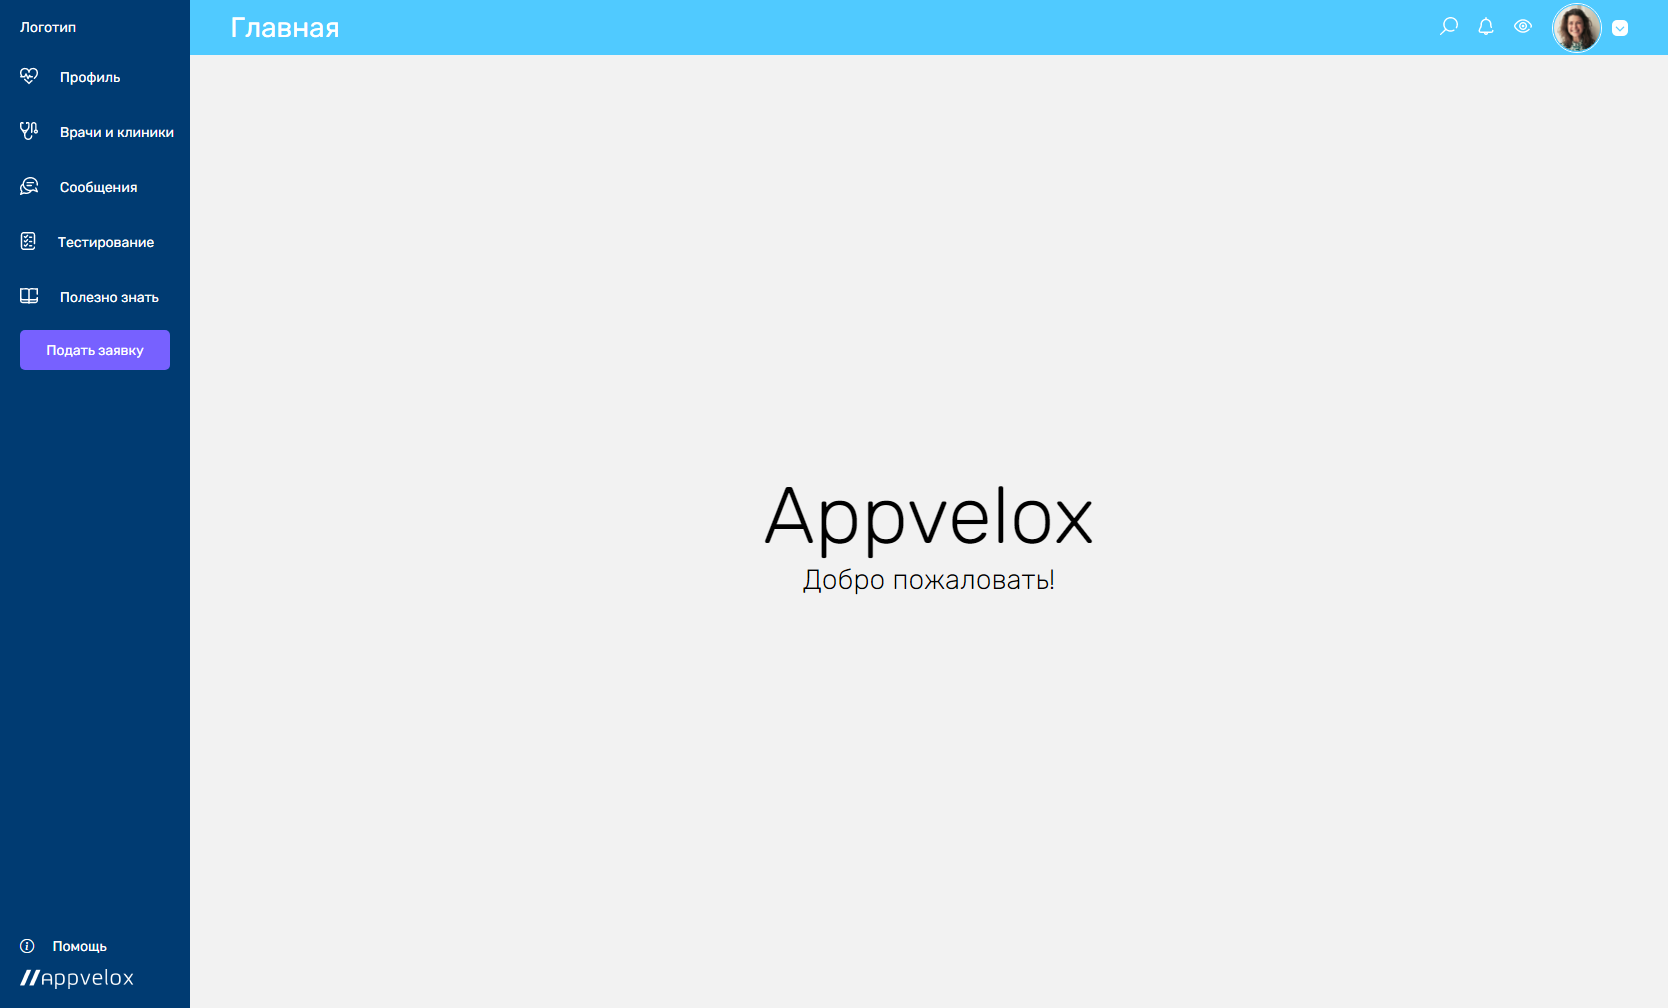 Логотип
Главная
Профиль
Врачи и клиники
Сообщения
Тестирование
Полезно знать
Подать заявку
Appvelox
Добро пожаловать!
Помощь
//appvelox